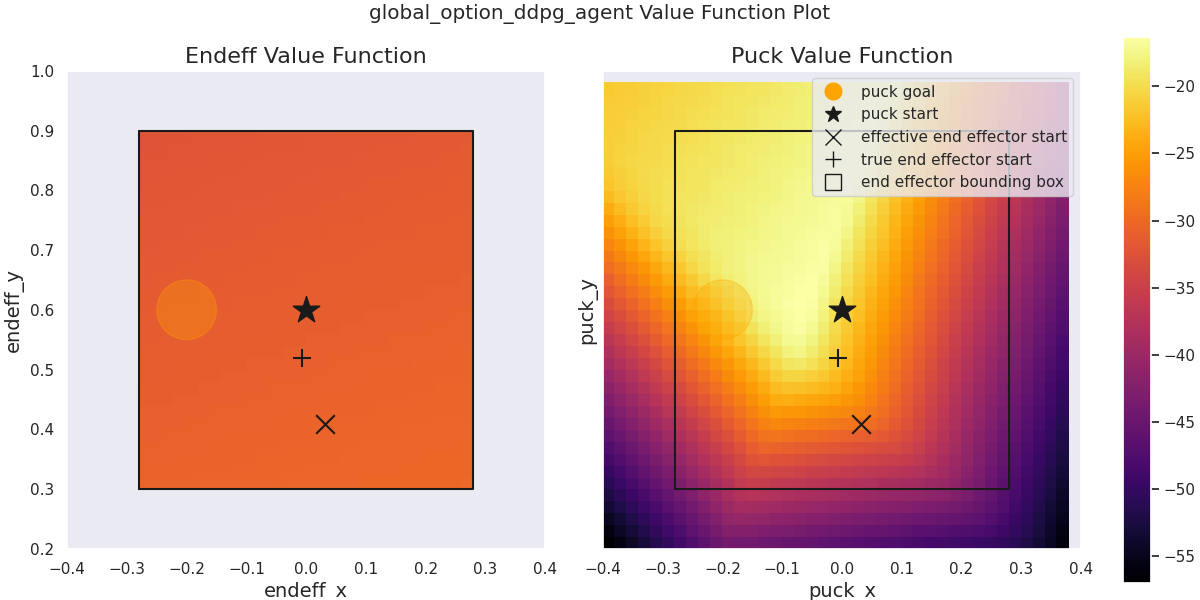 global_option_ddpg_agent Value Function Plot
Endeff Value Function
1.0
0.9
0.8
0.7
0.6
0.5
0.4
0.3
0.2
endeff_y
−0.4 −0.3 −0.2 −0.1 0.0 0.1 0.2 0.3 0.4
endeff_x
Puck Value Function
puck goal
puck start
effective end effector start
true end effector start
end effector bounding box
puck_y
−0.4 −0.3 −0.2 −0.1 0.0 0.1 0.2 0.3 0.4
puck_x
−20
−25
−30
−35
−40
−45
−50
−55